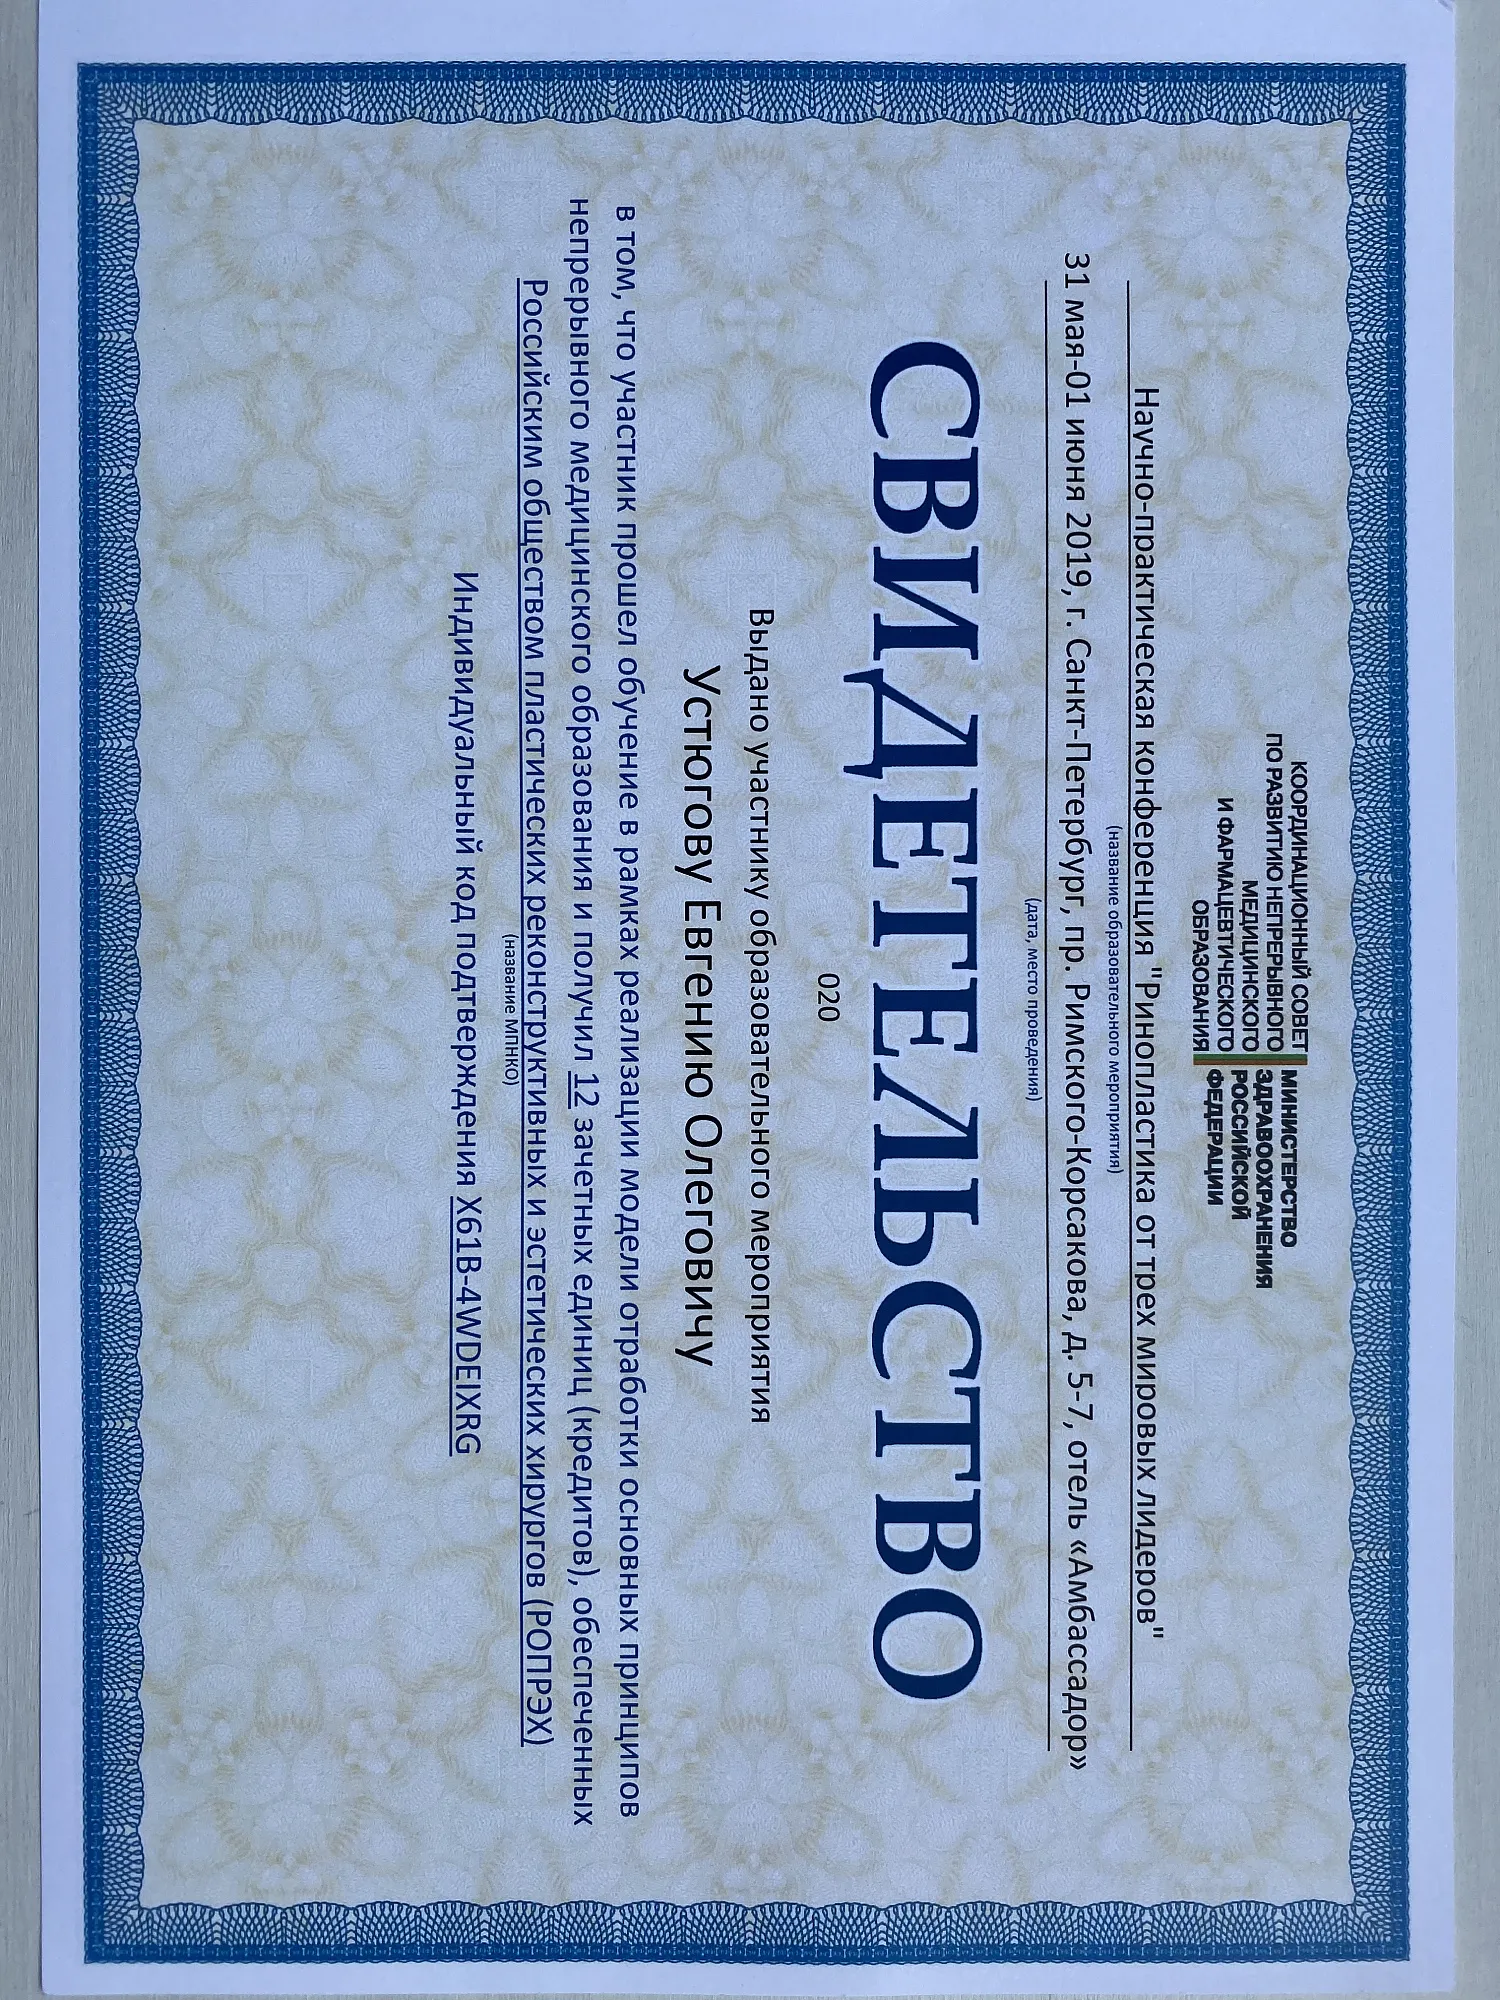 КООРДИНАЦИОННЫЙ СОВЕТ
ПО РАЗВИТИЮ НЕПРЕРЫВНОГО
МЕДИЦИНСКОГО
И ФАРМАЦЕВТИЧЕСКОГО
ОБРАЗОВАНИЯ
МИНИСТЕРСТВО
ЗДРАВООХРАНЕНИЯ
РОССИЙСКОЙ
ФЕДЕРАЦИИ
Научно-практическая конференция "Ринопластика от трех мировых лидеров"
(название образовательного мероприятия)
31 мая-01 июня 2019, г. Санкт-Петербург, пр. Римского-Корсакова, д. 5-7, отель «Амбассадор»
(дата, место проведения)
СВИДЕТЕЛЬСТВО
020
Выдано участнику образовательного мероприятия
Устюгову Евгению Олеговичу
в том, что участник прошел обучение в рамках реализации модели отработки основных принципов
непрерывного медицинского образования и получил 12 зачетных единиц (кредитов), обеспеченных
Российским обществом пластических реконструктивных и эстетических хирургов (РОПРЭХ)
(название МПНКО)
Индивидуальный код подтверждения X61B-4WDEIXRG